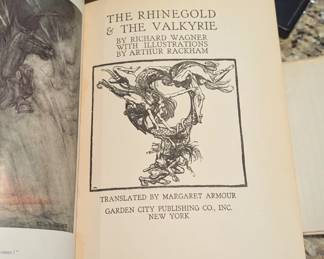 THE RHINEGOLD
& THE VALKYRIE
BY RICHARD WAGNER
WITH ILLUSTRATIONS
BY ARTHUR RACKHAM
TRANSLATED BY MARGARET ARMOUR
GARDEN CITY PUBLISHING CO., INC.
NEW YORK